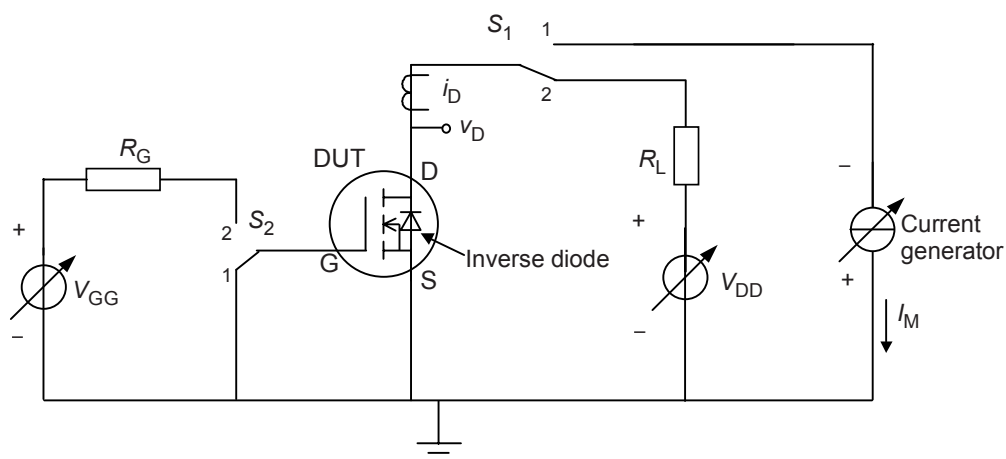 S1
1
2
iD
vD
RG
DUT
D
RL
+
S2
2
1
G
S
Inverse diode
VGG
–
+
VDD
–
–
Current
generator
+
IM